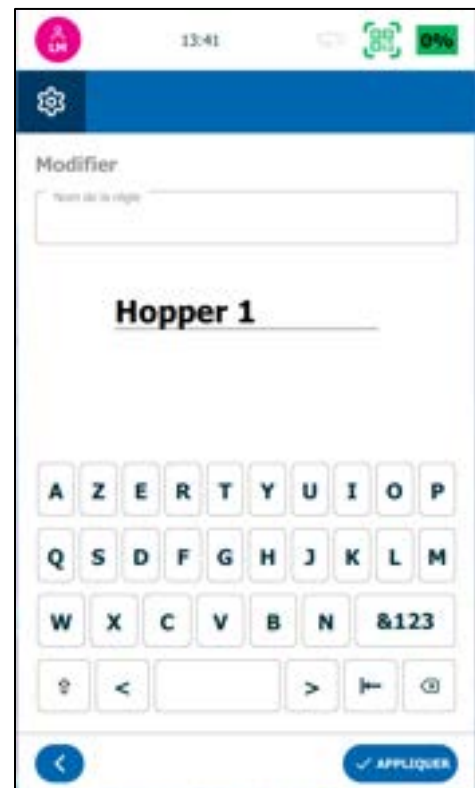 LM 13:41 0%
Modifier
Nom de la règle
Hopper 1
A Z E R T Y U I O P
Q S D F G H J K L M
W X C V B N &123
< >
APPLIQUER